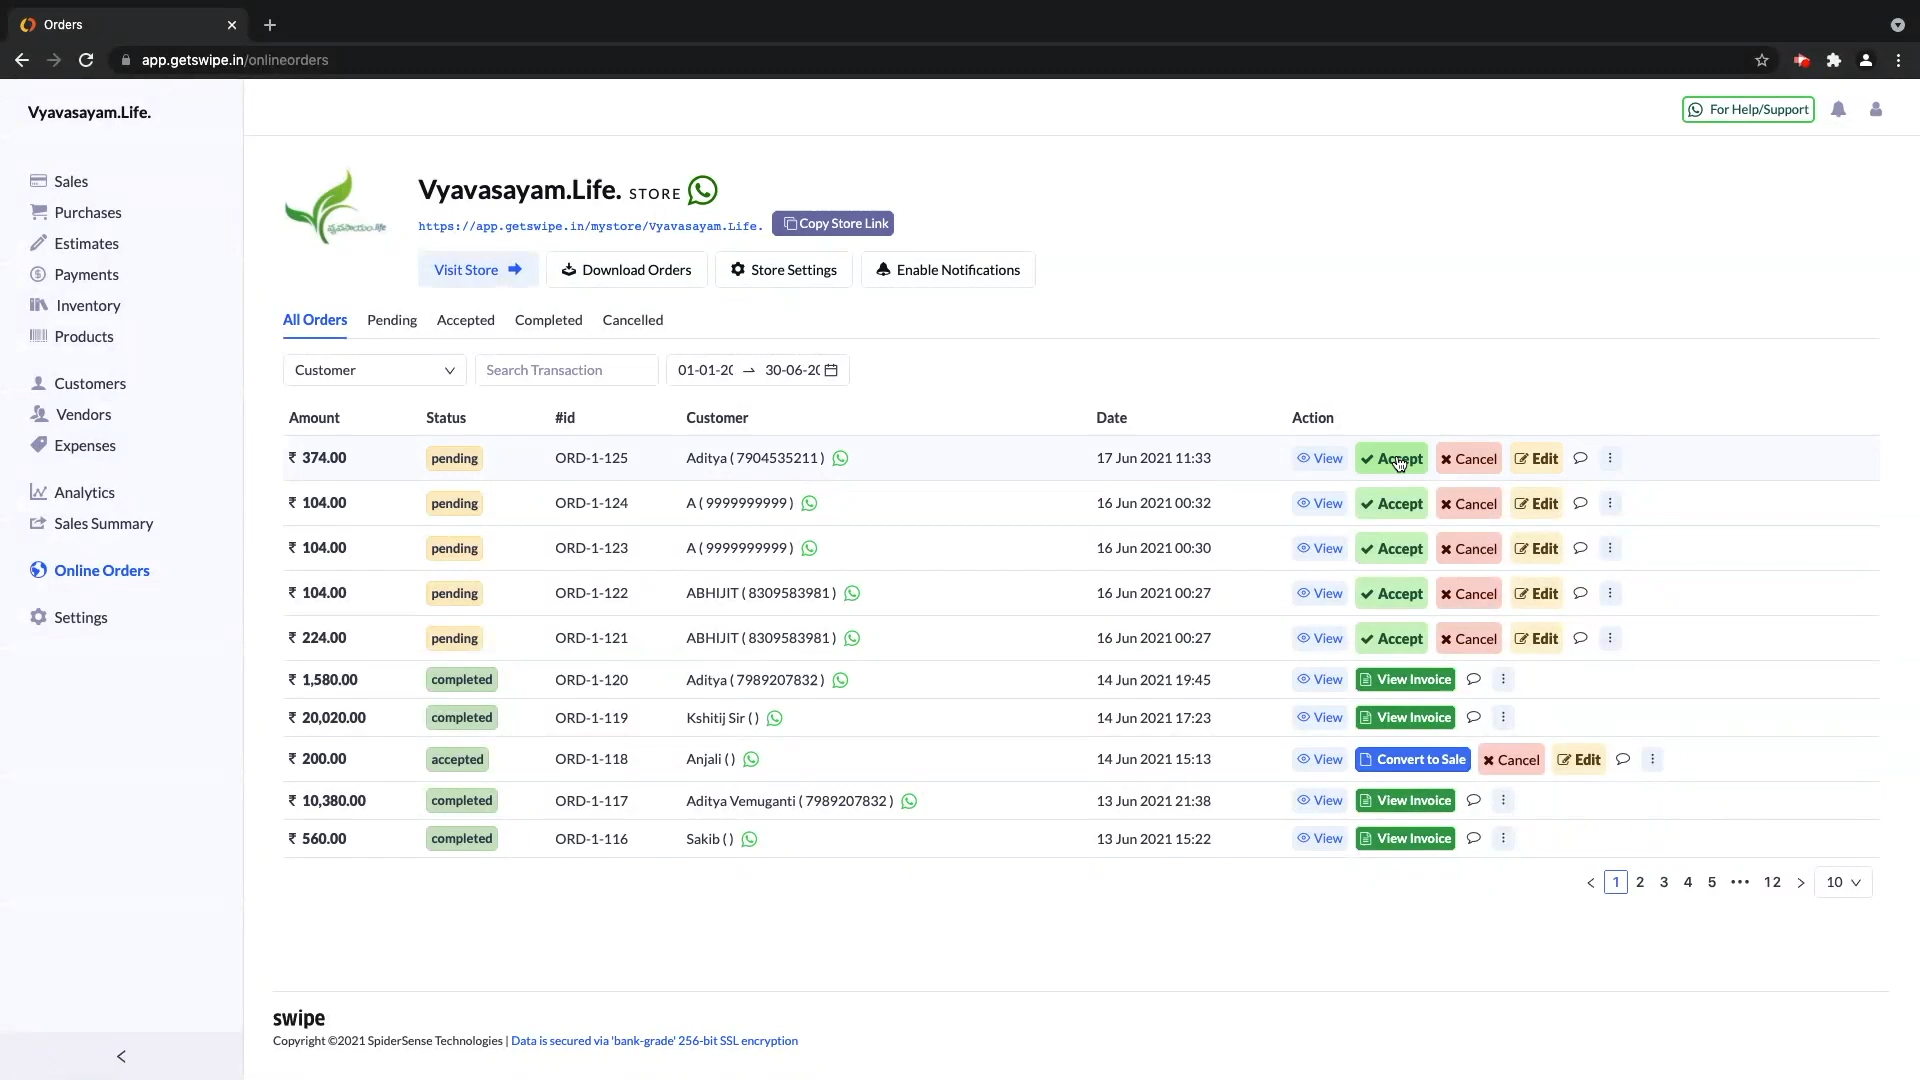 Orders
app.getswipe.in/onlineorders
Vyavasayam.Life.
For Help/Support
Sales
Purchases
Estimates
Payments
Inventory
Products
Customers
Vendors
Expenses
Analytics
Sales Summary
Online Orders
Settings
వ్యవసాయం.life
Vyavasayam.Life. STORE
https://app.getswipe.in/mystore/Vyavasayam.Life. Copy Store Link
Visit Store Download Orders Store Settings Enable Notifications
All Orders Pending Accepted Completed Cancelled
Customer Search Transaction 01-01-20 → 30-06-20
Amount Status #id Customer Date Action
₹ 374.00 pending ORD-1-125 Aditya ( 7904535211 ) 17 Jun 2021 11:33 View Accept Cancel Edit
₹ 104.00 pending ORD-1-124 A ( 9999999999 ) 16 Jun 2021 00:32 View Accept Cancel Edit
₹ 104.00 pending ORD-1-123 A ( 9999999999 ) 16 Jun 2021 00:30 View Accept Cancel Edit
₹ 104.00 pending ORD-1-122 ABHIJIT ( 8309583981 ) 16 Jun 2021 00:27 View Accept Cancel Edit
₹ 224.00 pending ORD-1-121 ABHIJIT ( 8309583981 ) 16 Jun 2021 00:27 View Accept Cancel Edit
₹ 1,580.00 completed ORD-1-120 Aditya ( 7989207832 ) 14 Jun 2021 19:45 View View Invoice
₹ 20,020.00 completed ORD-1-119 Kshitij Sir ( ) 14 Jun 2021 17:23 View View Invoice
₹ 200.00 accepted ORD-1-118 Anjali ( ) 14 Jun 2021 15:13 View Convert to Sale Cancel Edit
₹ 10,380.00 completed ORD-1-117 Aditya Vemuganti ( 7989207832 ) 13 Jun 2021 21:38 View View Invoice
₹ 560.00 completed ORD-1-116 Sakib ( ) 13 Jun 2021 15:22 View View Invoice
< 1 2 3 4 5 ••• 12 > 10
swipe
Copyright ©2021 SpiderSense Technologies | Data is secured via 'bank-grade' 256-bit SSL encryption